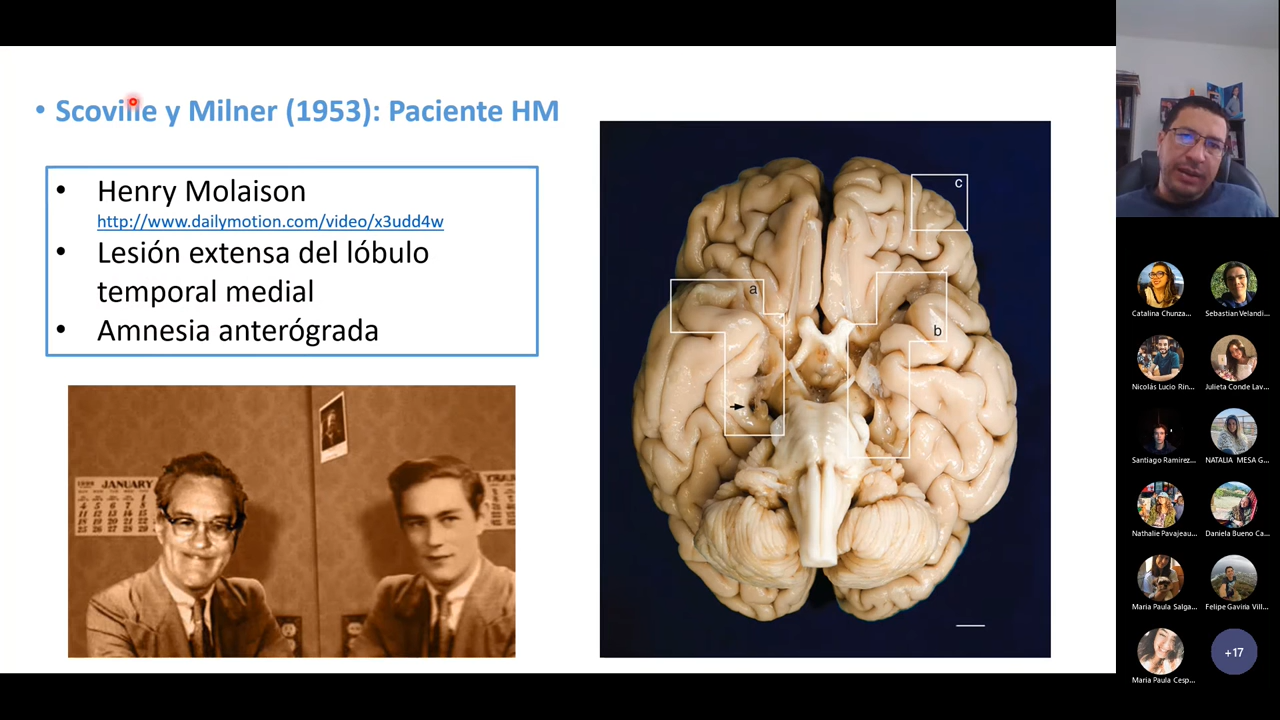 • Scoville y Milner (1953): Paciente HM
• Henry Molaison
http://www.dailymotion.com/video/x3udd4w
• Lesión extensa del lóbulo
temporal medial
• Amnesia anterógrada
JANUARY
a
b
c
Catalina Chunza...
Sebastian Velandi...
Nicolás Lucio Rin...
Julieta Conde Lav...
Santiago Ramirez...
NATALIA MESA G...
Nathalie Pavajeau...
Daniela Bueno Ca...
Maria Paula Salga...
Felipe Gaviria Vill...
Maria Paula Cesp...
+17